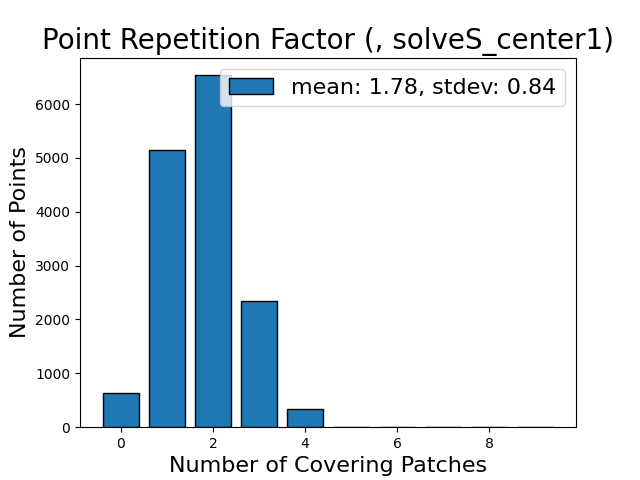 Point Repetition Factor (, solveS_center1)
mean: 1.78, stdev: 0.84
Number of Points
6000
5000
4000
3000
2000
1000
0
0 2 4 6 8
Number of Covering Patches